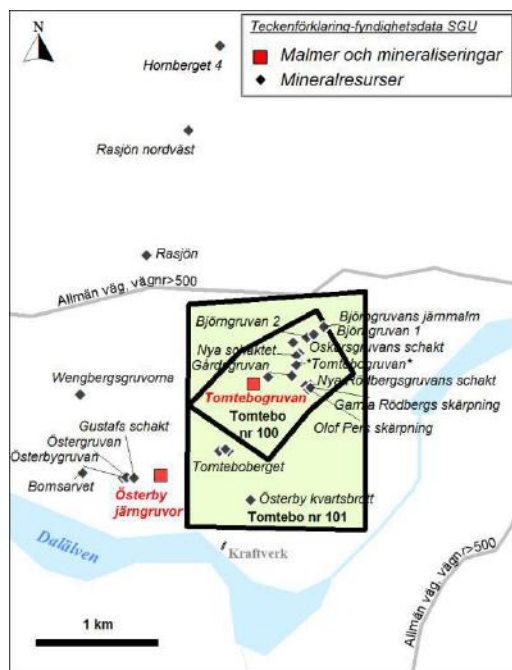 Teckenförklaring-fyndighetsdata SGU
Malmer och mineraliseringar
Mineralresurser
N
Hornberget 4
Rasjön nordväst
Rasjön
Allmän väg, vägnr>500
Björngruvan 2
Björngruvans järnmalm
Björngruvan 1
Oskarsgruvans schakt
Nya schaktet
*Tomtebogruvan*
Gårdsgruvan
Nya Rödbergsgruvans schakt
Tomtebogruvan
Gamla Rödbergs skärpning
Wengbergsgruvorna
Tomtebo
nr 100
Olof Pers skärpning
Gustafs schakt
Östergruvan
Österbygruvan
Tomteboberget
Bomsarvet
Österby
järngruvor
Österby kvartsbrott
Tomtebo nr 101
Dalälven
Kraftverk
Allmän väg, vägnr>500
1 km